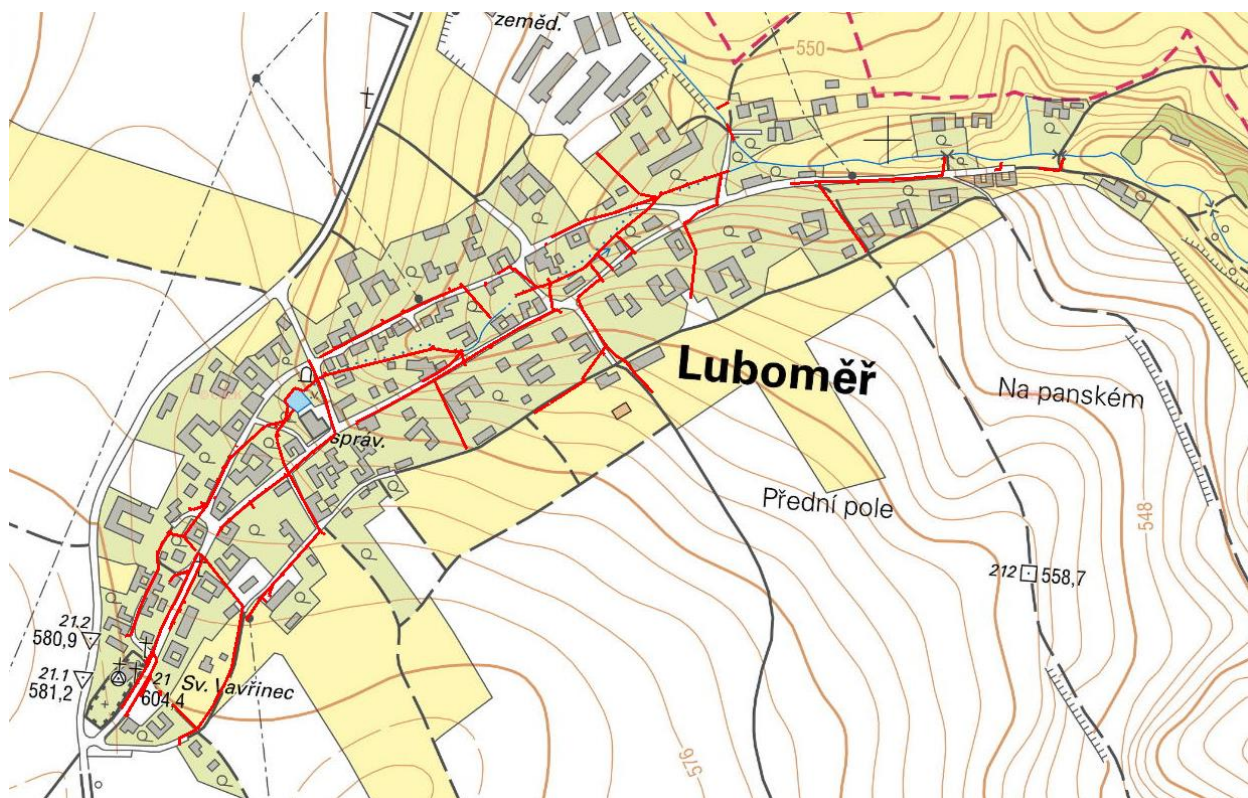 zeměd.
550
Luboměř
Na panském
správ.
Přední pole
548
212 558,7
21.2
580,9
21.1
581,2
21
604,4
Sv. Vavřinec
576